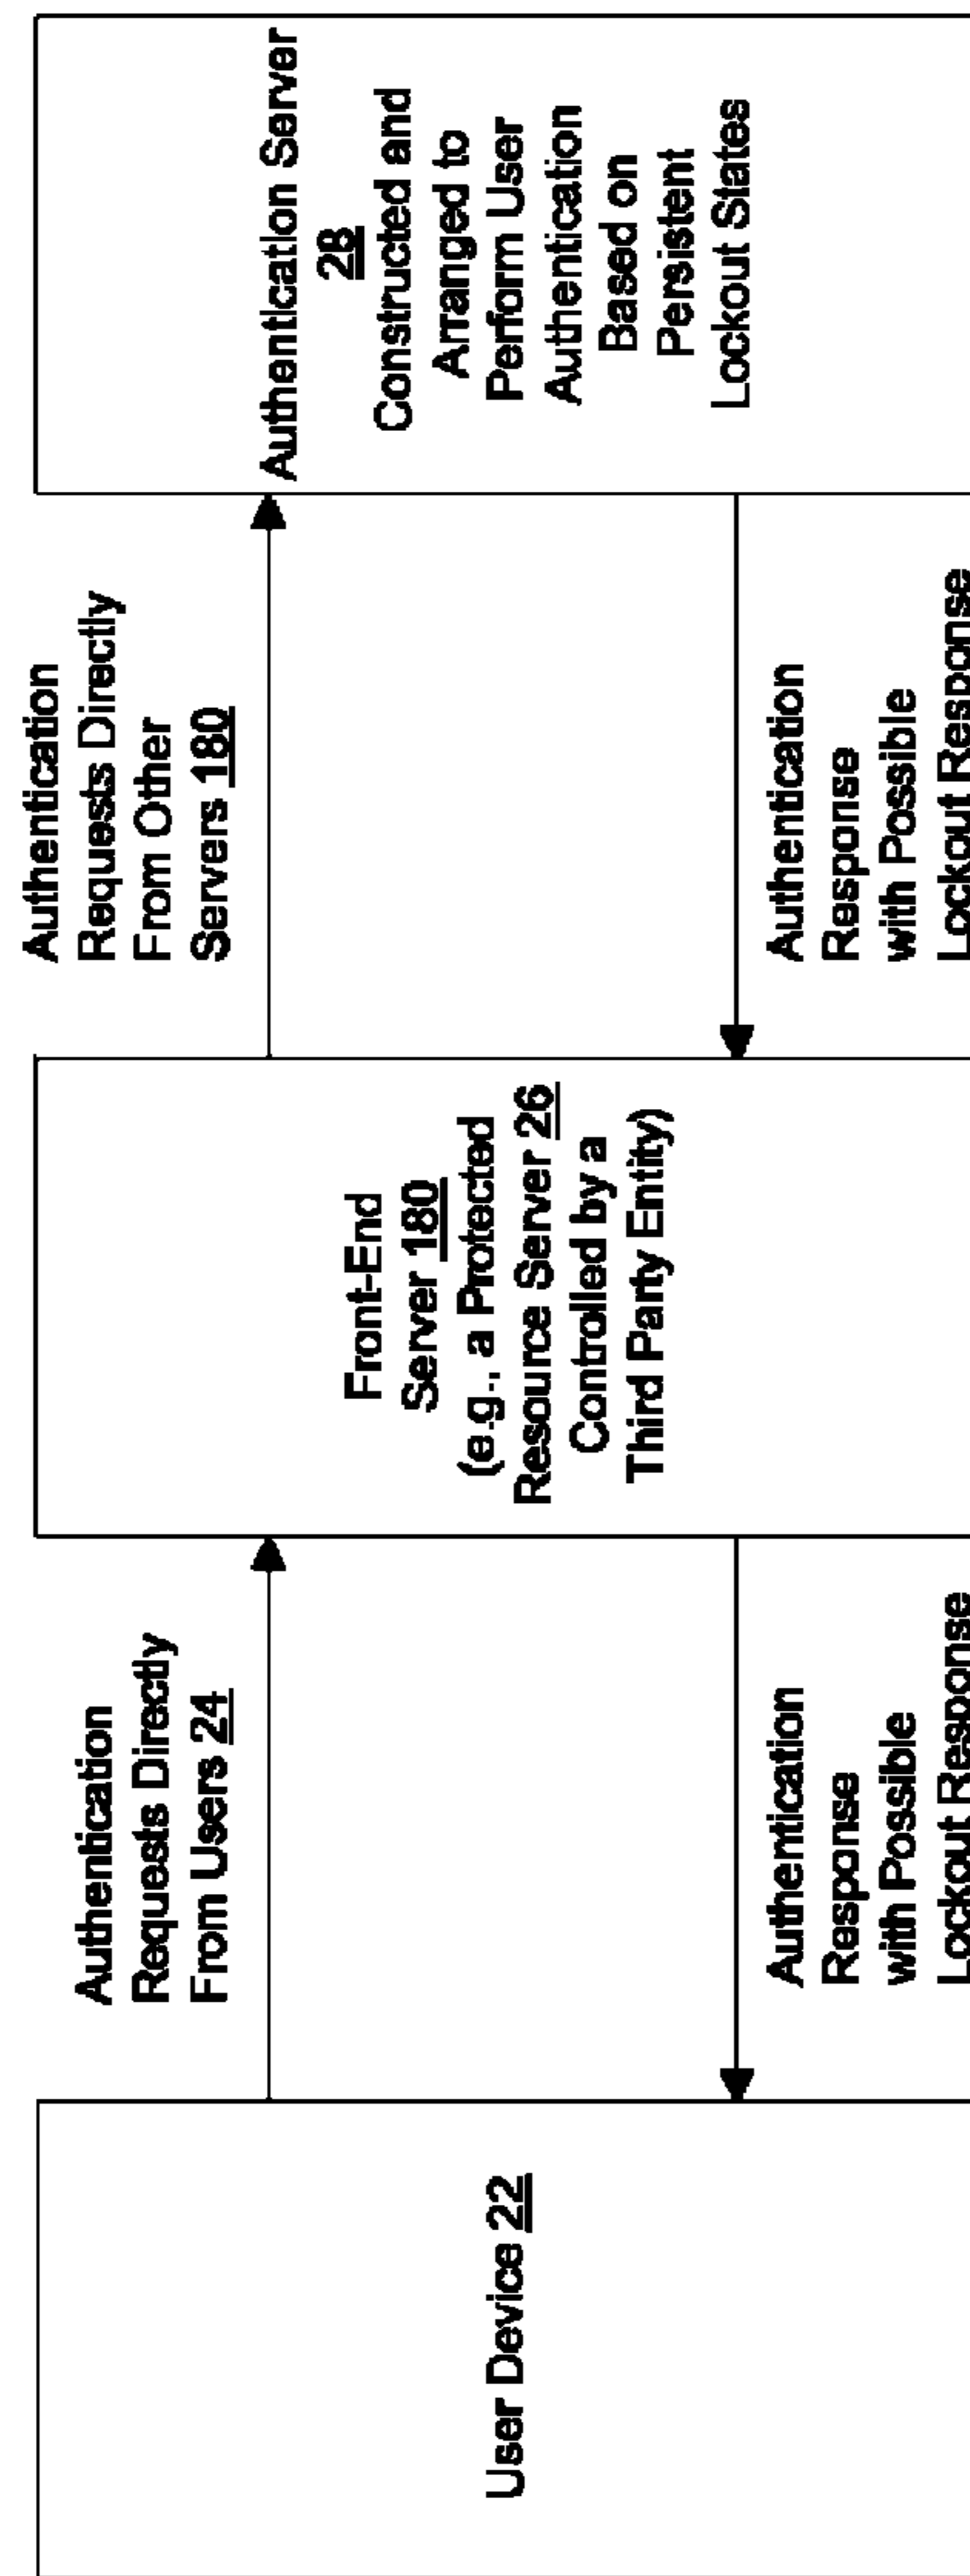 User Device 22
Authentication
Requests Directly
From Users 24
Authentication
Response
with Possible
Lockout Response
Front-End
Server 180
(e.g., a Protected
Resource Server 26
Controlled by a
Third Party Entity)
Authentication
Requests Directly
From Other
Servers 180
Authentication
Response
with Possible
Lockout Response
Authentication Server
28
Constructed and
Arranged to
Perform User
Authentication
Based on
Persistent
Lockout States